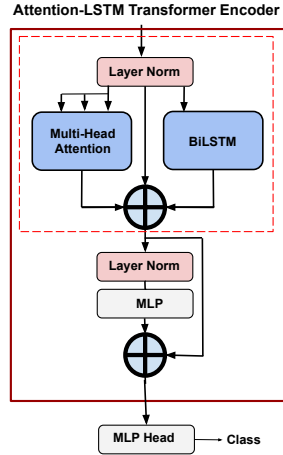 Attention-LSTM Transformer Encoder
Layer Norm
Multi-Head
Attention
BiLSTM
Layer Norm
MLP
MLP Head
Class